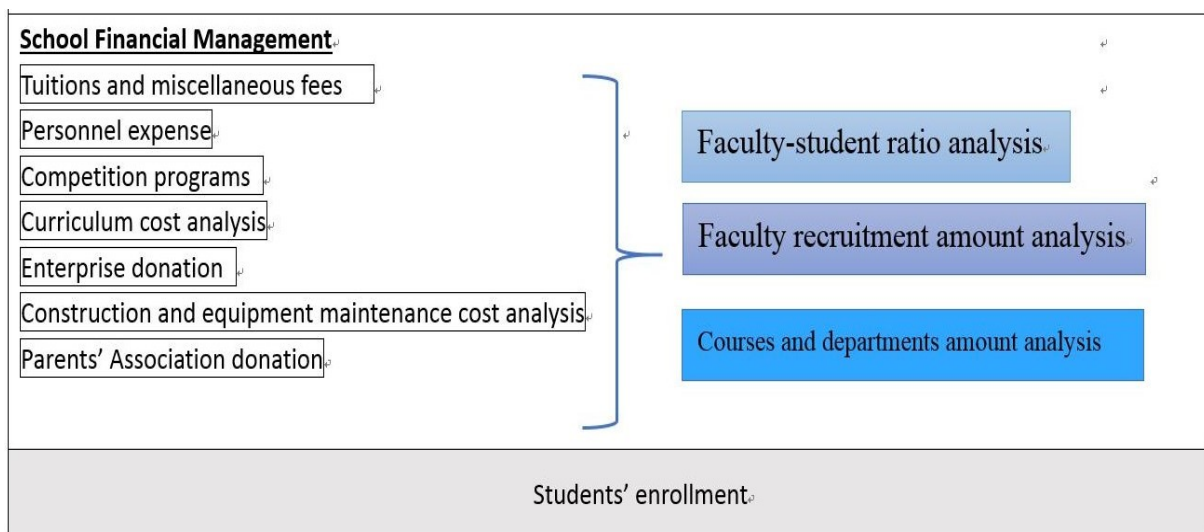 School Financial Management
Tuitions and miscellaneous fees
Personnel expense
Competition programs
Curriculum cost analysis
Enterprise donation
Construction and equipment maintenance cost analysis
Parents’ Association donation
Faculty-student ratio analysis
Faculty recruitment amount analysis
Courses and departments amount analysis
Students’ enrollment